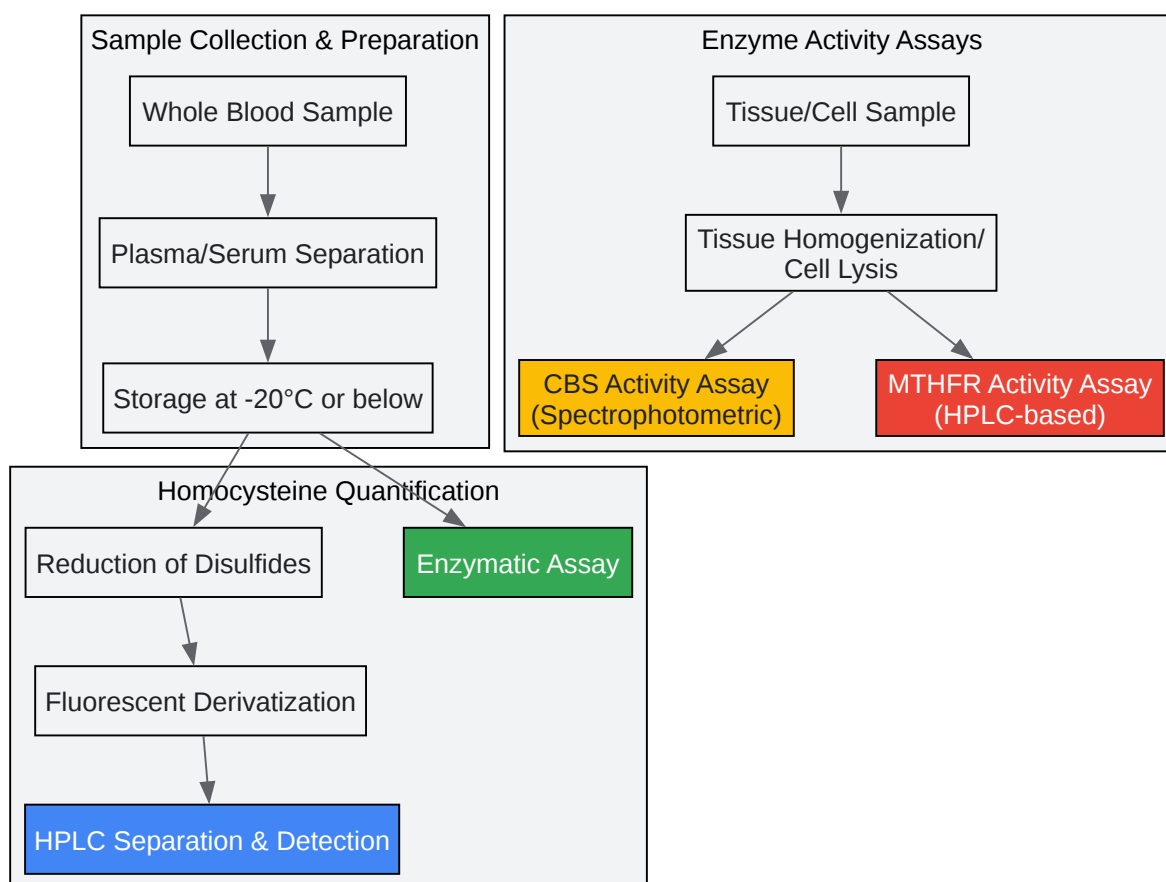 Sample Collection & Preparation
Whole Blood Sample
Plasma/Serum Separation
Storage at -20°C or below
Enzyme Activity Assays
Tissue/Cell Sample
Tissue Homogenization/
Cell Lysis
CBS Activity Assay
(Spectrophotometric)
MTHFR Activity Assay
(HPLC-based)
Homocysteine Quantification
Reduction of Disulfides
Enzymatic Assay
Fluorescent Derivatization
HPLC Separation & Detection